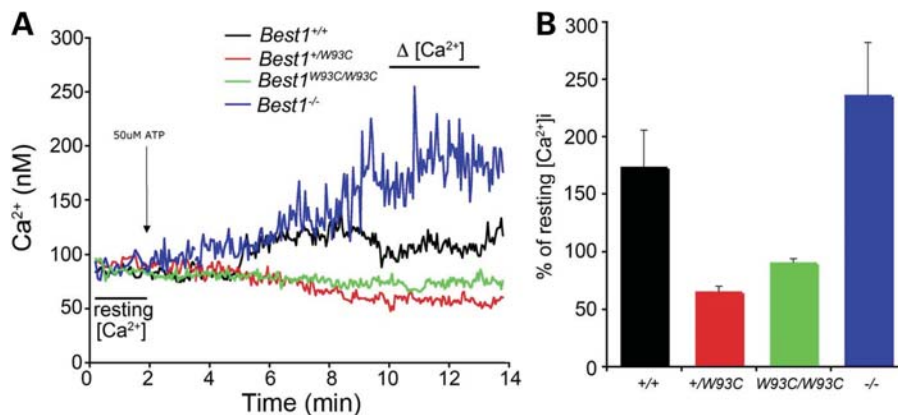 A
300
250
200
150
100
50
0
Ca²⁺ (nM)
Best1⁺/⁺
Best1⁺/W93C
Best1W93C/W93C
Best1⁻/⁻
Δ [Ca²⁺]
50uM ATP
resting
[Ca²⁺]
0 2 4 6 8 10 12 14
Time (min)
B
300
250
200
150
100
50
0
% of resting [Ca²⁺]i
+/+ +/W93C W93C/W93C -/-